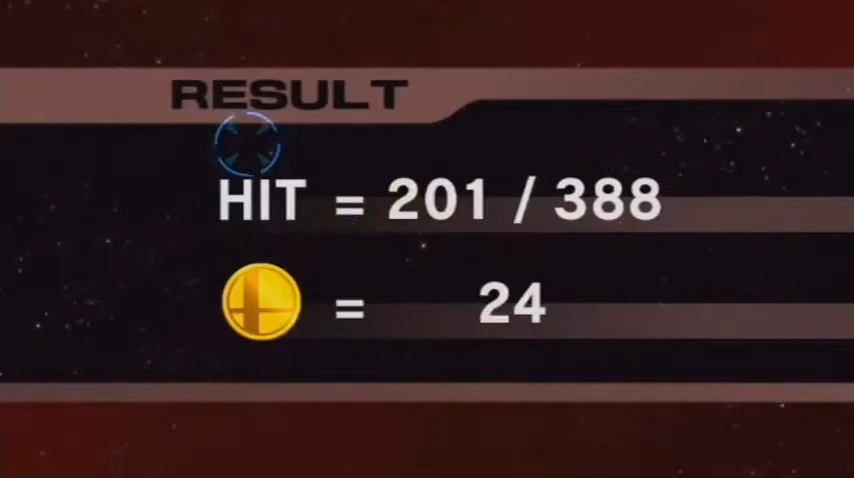 RESULT
HIT = 201 / 388
= 24